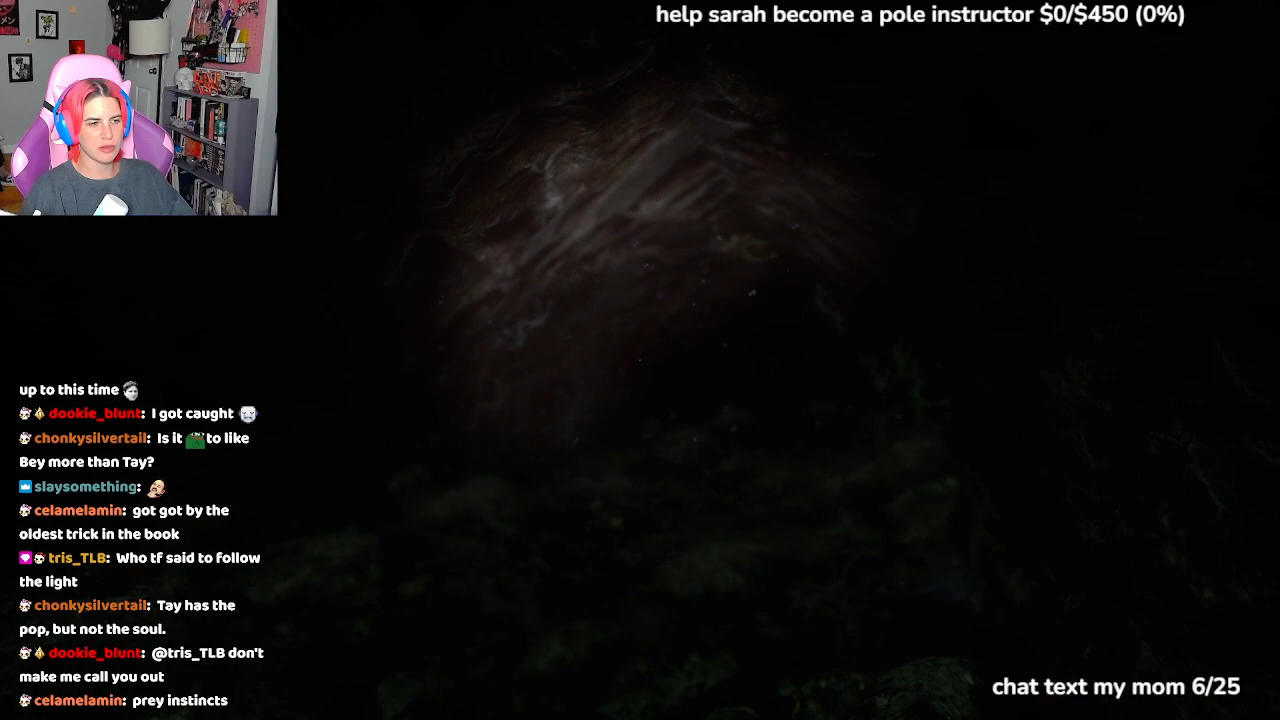 help sarah become a pole instructor $0/$450 (0%)
up to this time
dookie_blunt: I got caught
chonkysilvertail: Is it to like
Bey more than Tay?
slaysomething:
celamelamin: got got by the
oldest trick in the book
tris_TLB: Who tf said to follow
the light
chonkysilvertail: Tay has the
pop, but not the soul.
dookie_blunt: @tris_TLB don't
make me call you out
celamelamin: prey instincts
chat text my mom 6/25